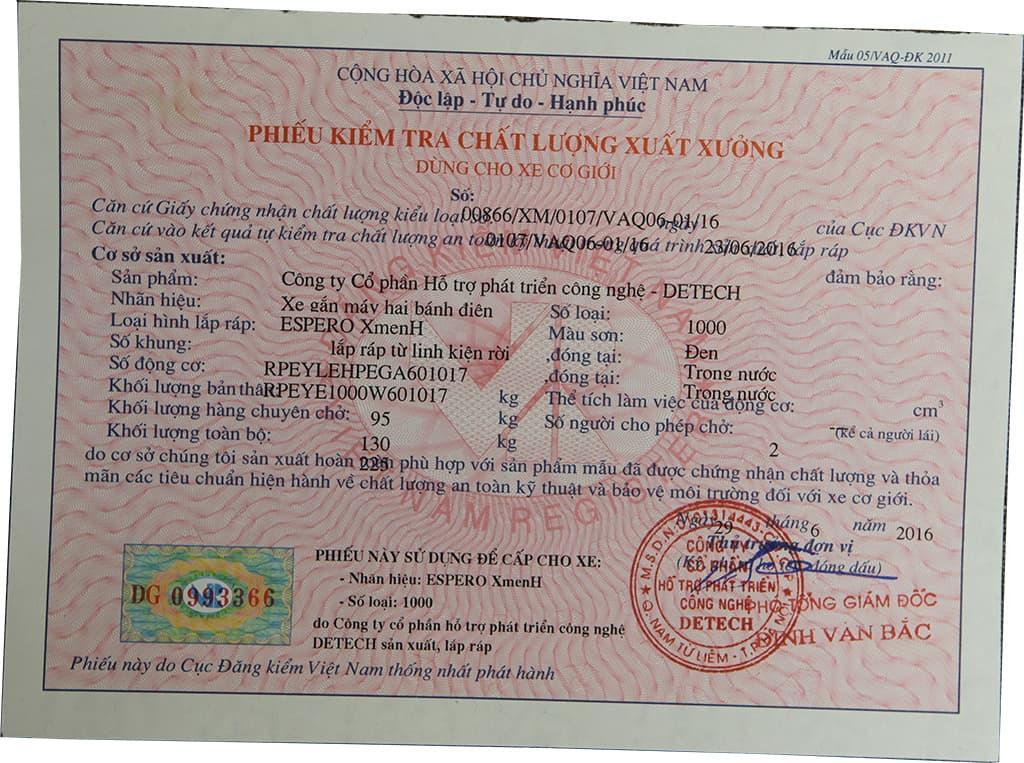 Mẫu 05/VAQ-ĐK 2011
CỘNG HÒA XÃ HỘI CHỦ NGHĨA VIỆT NAM
Độc lập - Tự do - Hạnh phúc
PHIẾU KIỂM TRA CHẤT LƯỢNG XUẤT XƯỞNG
DÙNG CHO XE CƠ GIỚI
Số:
00866/XM/0107/VAQ06-01/16
Căn cứ Giấy chứng nhận chất lượng kiểu loại số 0107/VAQ06-01/16 ngày 23/06/2016 của Cục ĐKVN
Căn cứ vào kết quả tự kiểm tra chất lượng an toàn quá trình lắp ráp
Cơ sở sản xuất: Công ty Cổ phần Hỗ trợ phát triển công nghệ - DETECH đảm bảo rằng:
Sản phẩm: Xe gắn máy hai bánh điện
Nhãn hiệu: ESPERO XmenH Số loại: 1000
Loại hình lắp ráp: lắp ráp từ linh kiện rời Màu sơn: Đen
Số khung: RPEYLEHPEGA601017 ,đóng tại: Trong nước
Số động cơ: RPEYE1000W601017 ,đóng tại: Trong nước
Khối lượng bản thân: 95 kg Thể tích làm việc của động cơ: -- cm³
Khối lượng hàng chuyên chở: 130 kg Số người cho phép chở: 2 (kể cả người lái)
Khối lượng toàn bộ: 225 kg
do cơ sở chúng tôi sản xuất hoàn toàn phù hợp với sản phẩm mẫu đã được chứng nhận chất lượng và thỏa
mãn các tiêu chuẩn hiện hành về chất lượng an toàn kỹ thuật và bảo vệ môi trường đối với xe cơ giới.
Ngày 29 tháng 6 năm 2016
Thủ trưởng đơn vị
(Ký, ghi rõ họ tên, đóng dấu)
M.S.D.N:
CÔNG TY
CỔ PHẦN
HỖ TRỢ PHÁT TRIỂN
CÔNG NGHỆ
DETECH
Q. NAM TỪ LIÊM - T.P
PHÓ TỔNG GIÁM ĐỐC
ĐINH VĂN BẮC
DG 0993366
PHIẾU NÀY SỬ DỤNG ĐỂ CẤP CHO XE:
- Nhãn hiệu: ESPERO XmenH
- Số loại: 1000
do Công ty cổ phần hỗ trợ phát triển công nghệ
DETECH sản xuất, lắp ráp
Phiếu này do Cục Đăng kiểm Việt Nam thống nhất phát hành